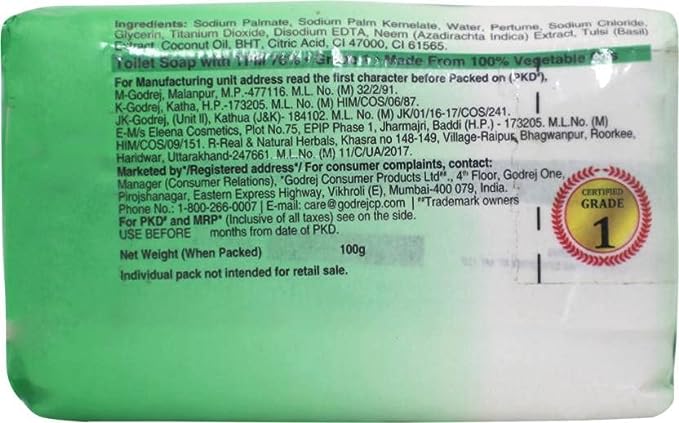 Ingredients: Sodium Palmate, Sodium Palm Kernelate, Water, Perfume, Sodium Chloride,
Glycerin, Titanium Dioxide, Disodium EDTA, Neem (Azadirachta Indica) Extract, Tulsi (Basil)
Extract, Coconut Oil, BHT, Citric Acid, CI 47000, CI 61565.
Toilet Soap with TFM 76% Made From 100% Vegetable
For Manufacturing unit address read the first character before Packed on (PKD#).
M-Godrej, Malanpur, M.P.-477116. M.L. No. (M) 32/2/91.
K-Godrej, Katha, H.P.-173205. M.L. No. (M) HIM/COS/06/87.
JK-Godrej, (Unit II), Kathua (J&K)- 184102. M.L. No. (M) JK/01/16-17/COS/241.
E-M/s Eleena Cosmetics, Plot No.75, EPIP Phase 1, Jharmajri, Baddi (H.P.) - 173205. M.L.No. (M)
HIM/COS/09/151. R-Real & Natural Herbals, Khasra no 148-149, Village-Raipur, Bhagwanpur, Roorkee,
Haridwar, Uttarakhand-247661. M.L.No. (M) 11/C/UA/2017.
Marketed by*/Registered address*/ For consumer complaints, contact:
Manager (Consumer Relations), *Godrej Consumer Products Ltd##., 4th Floor, Godrej One,
Pirojshanagar, Eastern Express Highway, Vikhroli (E), Mumbai-400 079, India.
Phone No.: 1-800-266-0007 | E-mail: care@godrejcp.com | ##Trademark owners
For PKD# and MRP* (Inclusive of all taxes) see on the side.
USE BEFORE months from date of PKD.
Net Weight (When Packed) 100g
Individual pack not intended for retail sale.
CERTIFIED
GRADE
1